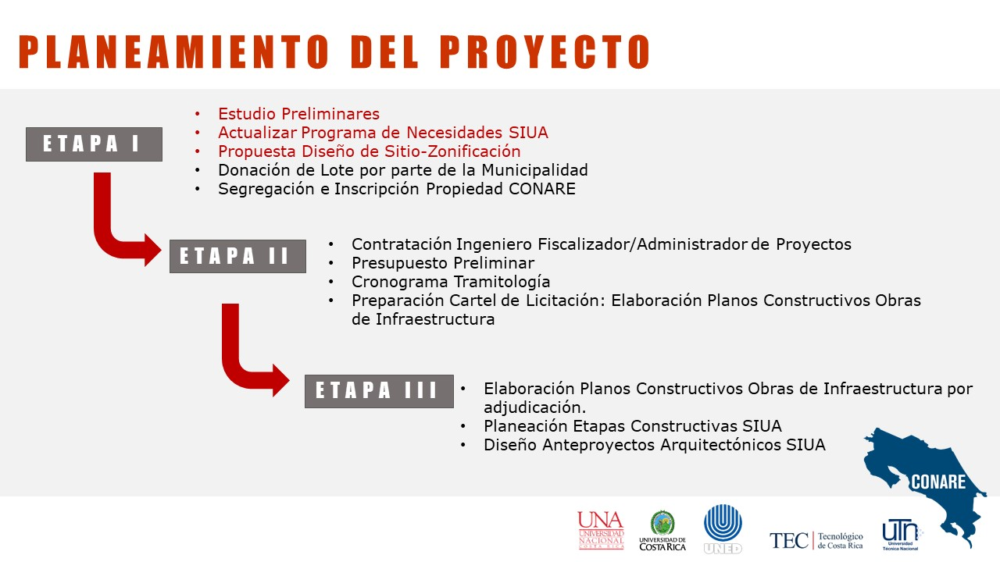 PLANEAMIENTO DEL PROYECTO
ETAPA I
• Estudio Preliminares
• Actualizar Programa de Necesidades SIUA
• Propuesta Diseño de Sitio-Zonificación
• Donación de Lote por parte de la Municipalidad
• Segregación e Inscripción Propiedad CONARE
ETAPA II
• Contratación Ingeniero Fiscalizador/Administrador de Proyectos
• Presupuesto Preliminar
• Cronograma Tramitología
• Preparación Cartel de Licitación: Elaboración Planos Constructivos Obras
de Infraestructura
ETAPA III
• Elaboración Planos Constructivos Obras de Infraestructura por
adjudicación.
• Planeación Etapas Constructivas SIUA
• Diseño Anteproyectos Arquitectónicos SIUA
CONARE
UNA
UNIVERSIDAD
NACIONAL
COSTA RICA
UNIVERSIDAD DE
COSTA RICA
UNED
TEC
Tecnológico
de Costa Rica
UTN
Universidad
Técnica Nacional